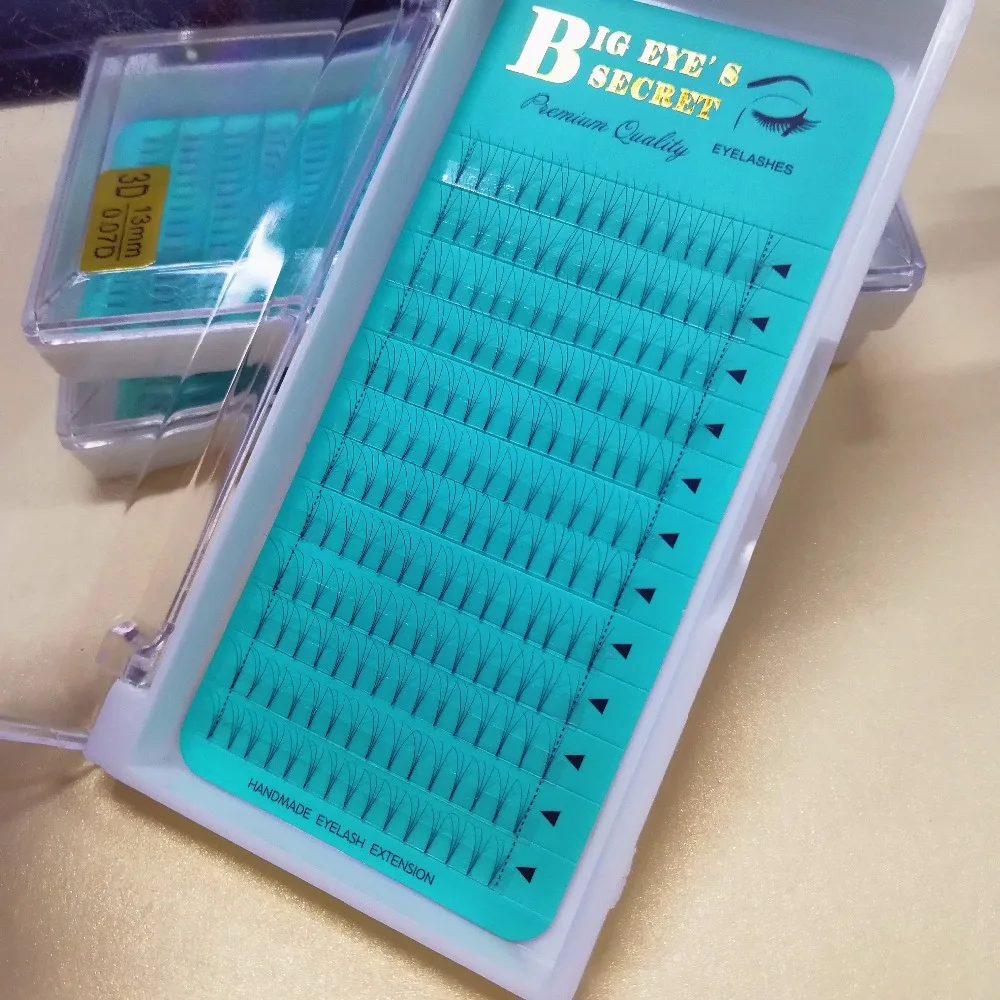 BIG EYE'S
SECRET
Premium Quality
EYELASHES
3D 13mm
0.07D
HANDMADE EYELASH EXTENSION